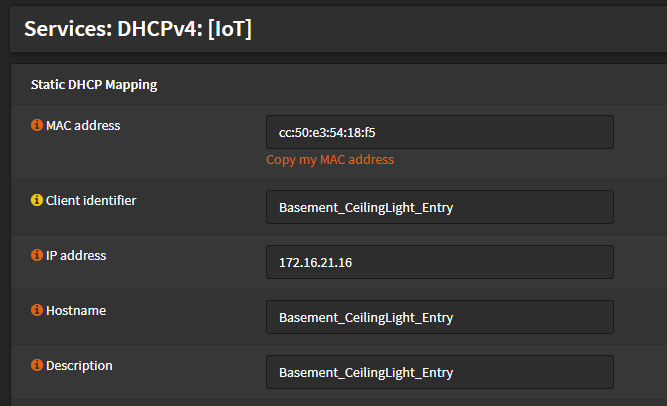 Services: DHCPv4: [IoT]
Static DHCP Mapping
MAC address
cc:50:e3:54:18:f5
Copy my MAC address
Client identifier
Basement_CeilingLight_Entry
IP address
172.16.21.16
Hostname
Basement_CeilingLight_Entry
Description
Basement_CeilingLight_Entry